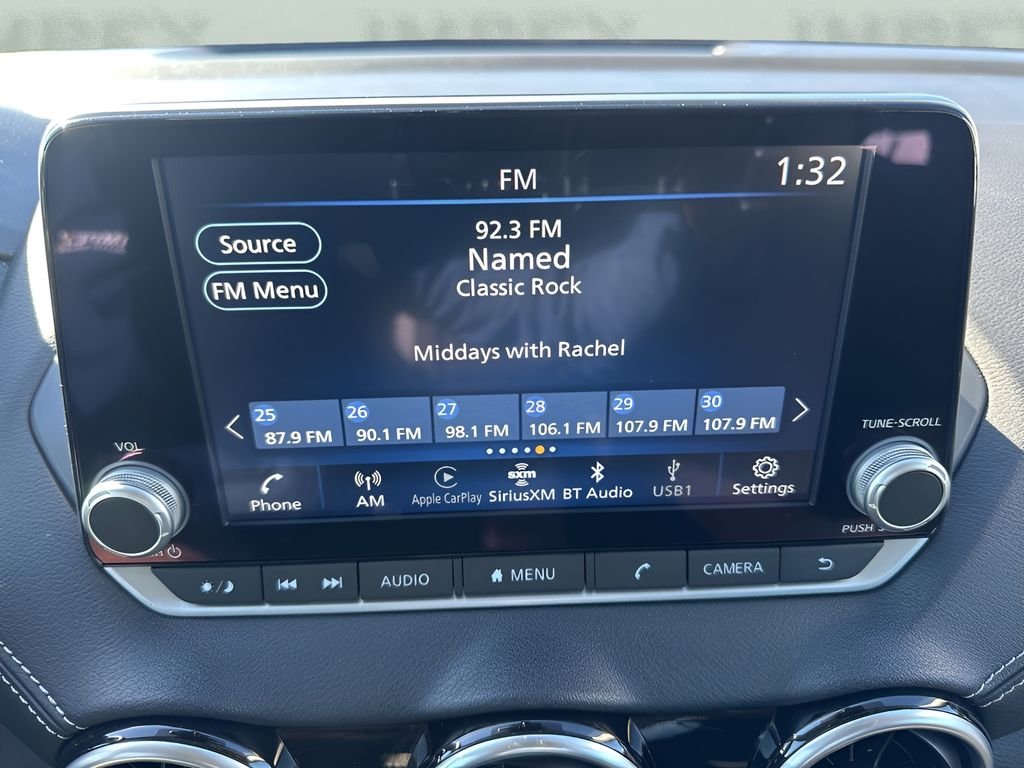 FM
1:32
92.3 FM
Source
Named
FM Menu
Classic Rock
Middays with Rachel
25 26 27 28 29 30
87.9 FM 90.1 FM 98.1 FM 106.1 FM 107.9 FM 107.9 FM
VOL
TUNE-SCROLL
Phone AM Apple CarPlay SiriusXM BT Audio USB1 Settings
sxm
PUSH
AUDIO MENU CAMERA